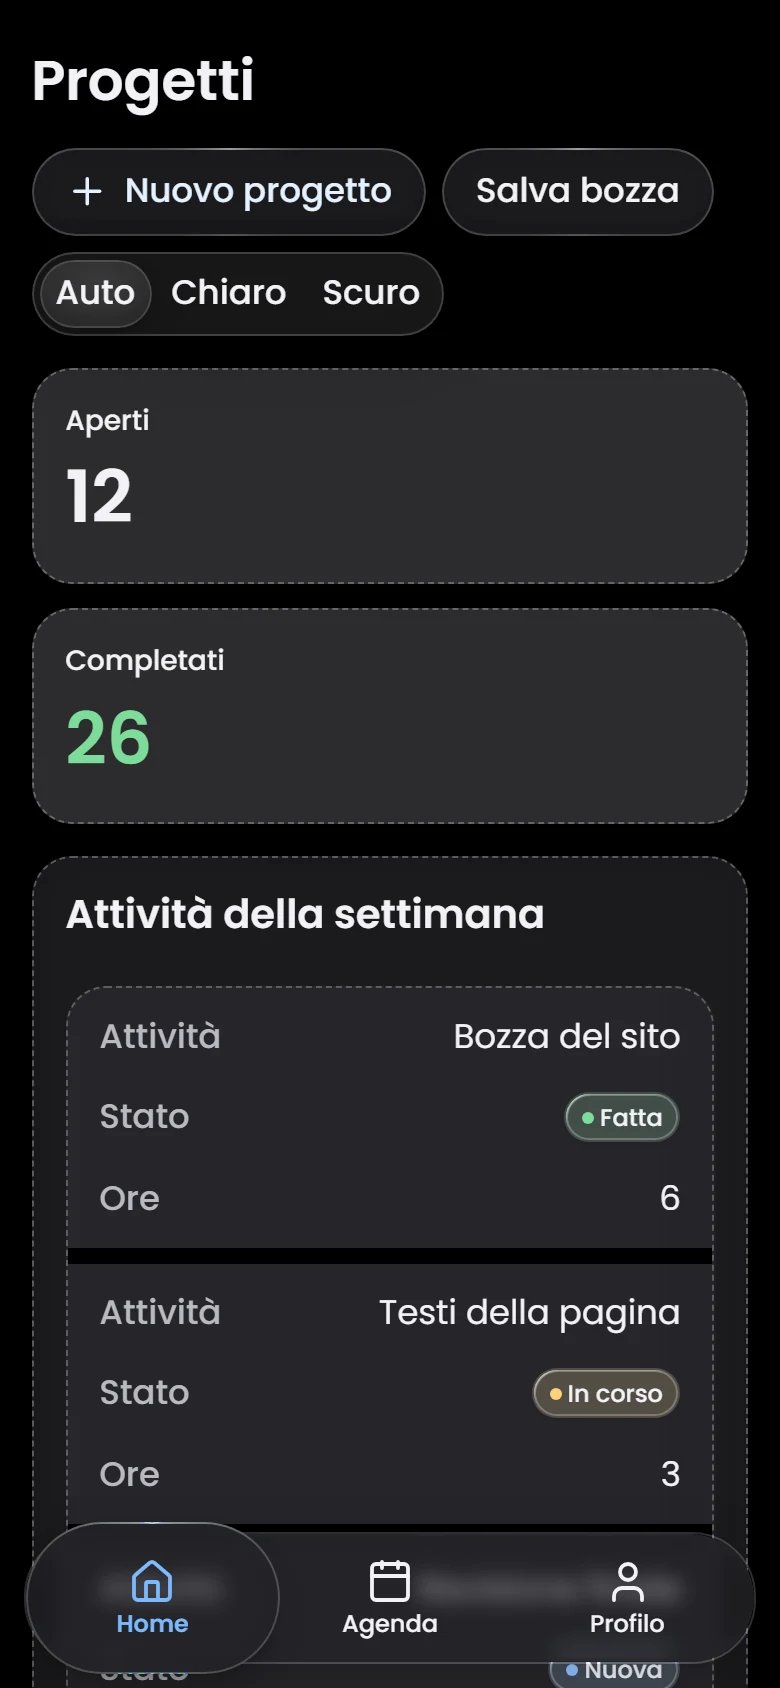 Progetti
Nuovo progetto Salva bozza
Auto Chiaro Scuro
Aperti
12
Completati
26
Attività della settimana
Attività Bozza del sito
Stato Fatta
Ore 6
Attività Testi della pagina
Stato In corso
Ore 3
Home Agenda Profilo
Stato Nuova